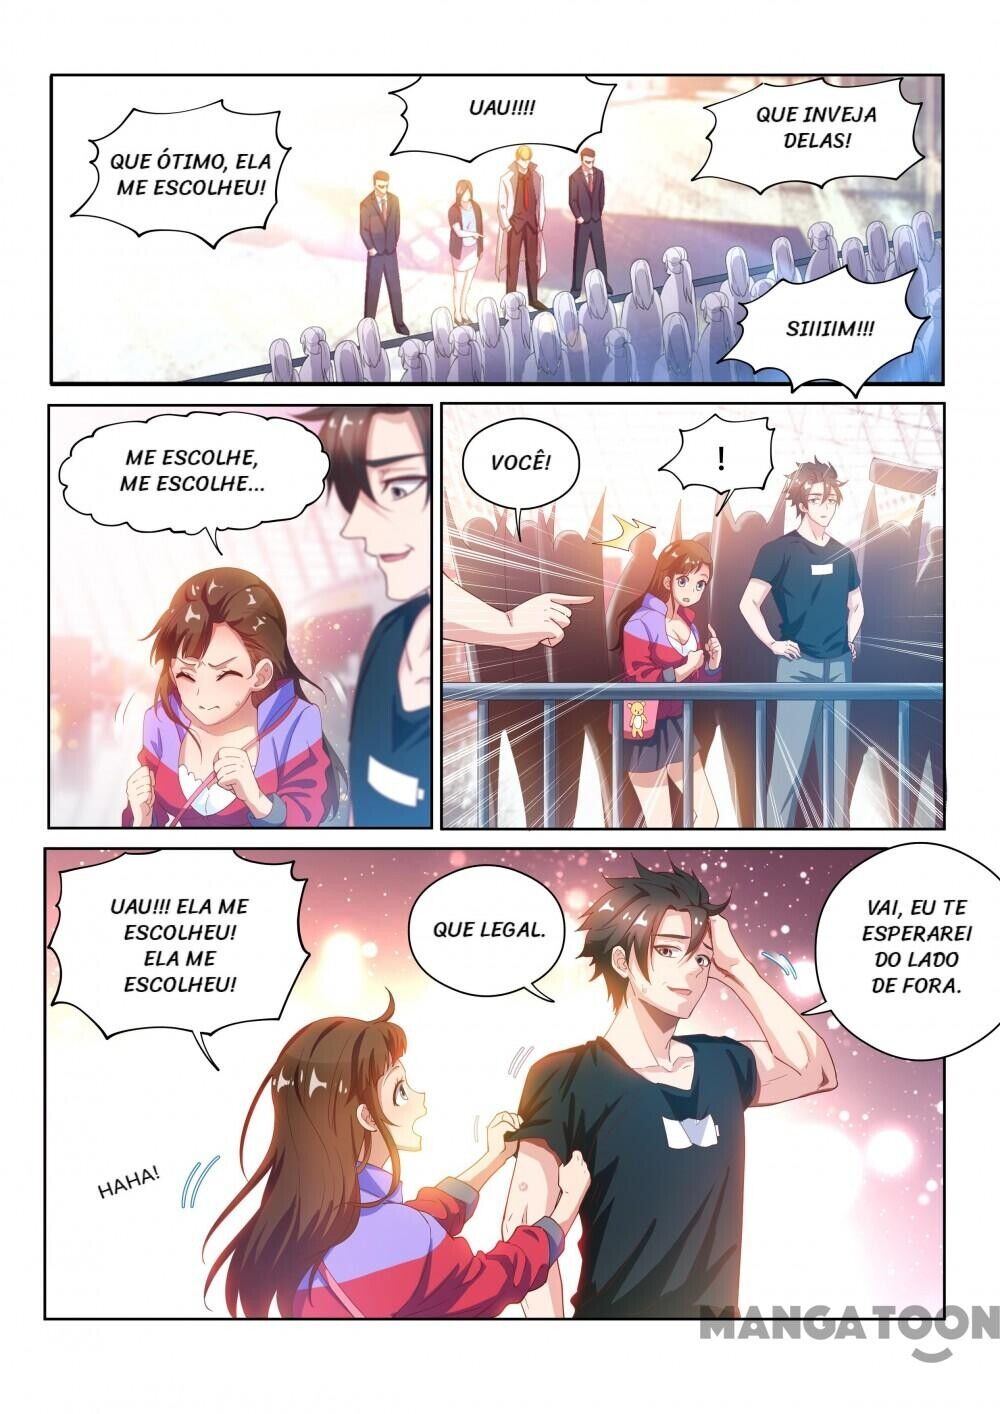 QUE ÓTIMO, ELA
ME ESCOLHEU!
UAU!!!!
QUE INVEJA
DELAS!
SIIIIIM!!!
ME ESCOLHE,
ME ESCOLHE...
VOCÊ!
!
UAU!!! ELA ME
ESCOLHEU!
ELA ME
ESCOLHEU!
QUE LEGAL.
VAI, EU TE
ESPERAREI
DO LADO
DE FORA.
HAHA!
MANGATOON